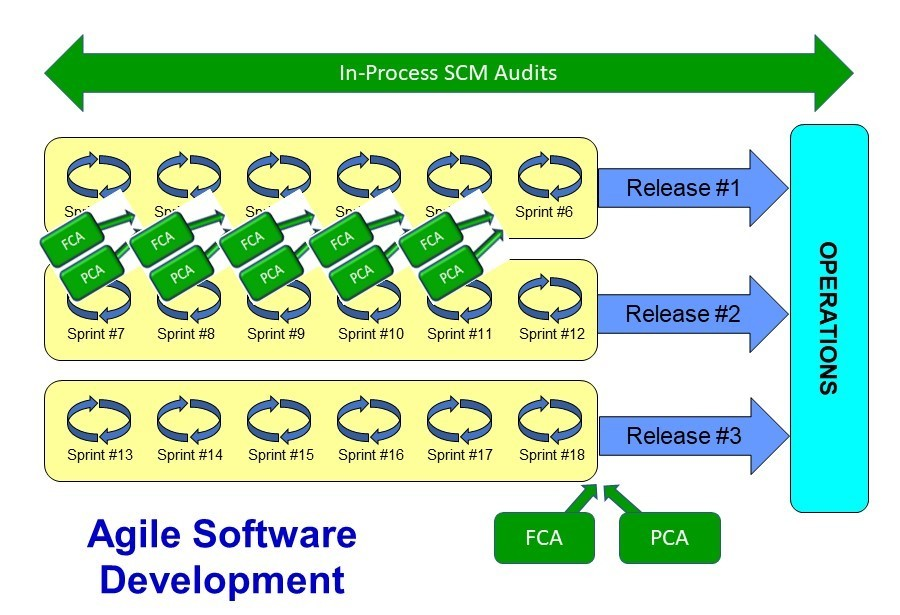 In-Process SCM Audits
Sprint #6
Release #1
FCA FCA FCA FCA FCA
PCA PCA PCA PCA PCA
Sprint #7 Sprint #8 Sprint #9 Sprint #10 Sprint #11 Sprint #12
Release #2
Sprint #13 Sprint #14 Sprint #15 Sprint #16 Sprint #17 Sprint #18
Release #3
OPERATIONS
FCA PCA
Agile Software
Development